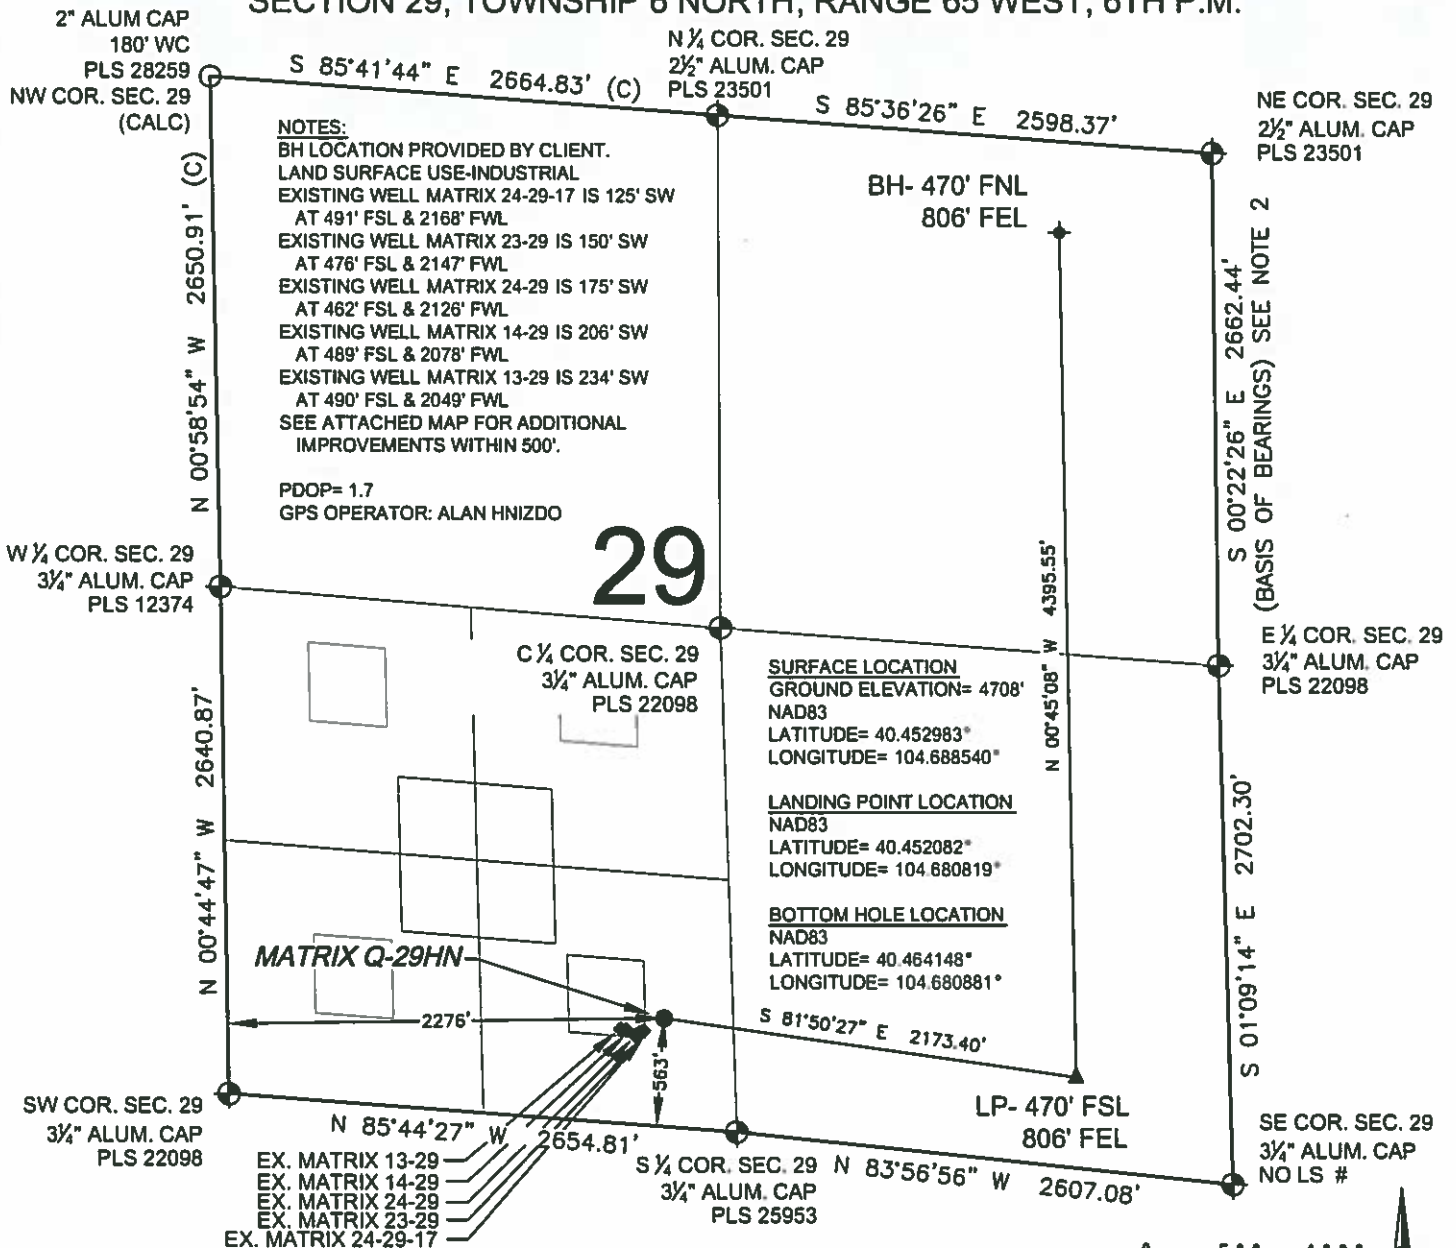 SECTION 29, TOWNSHIP 6 NORTH, RANGE 65 WEST, 6TH P.M.
2" ALUM CAP
180' WC
PLS 28259
NW COR. SEC. 29
(CALC)
S 85°41'44" E 2664.83' (C)
N ¼ COR. SEC. 29
2½" ALUM. CAP
PLS 23501
S 85°36'26" E 2598.37'
NE COR. SEC. 29
2½" ALUM. CAP
PLS 23501
NOTES:
BH LOCATION PROVIDED BY CLIENT.
LAND SURFACE USE-INDUSTRIAL
EXISTING WELL MATRIX 24-29-17 IS 125' SW
AT 491' FSL & 2168' FWL
EXISTING WELL MATRIX 23-29 IS 150' SW
AT 476' FSL & 2147' FWL
EXISTING WELL MATRIX 24-29 IS 175' SW
AT 462' FSL & 2126' FWL
EXISTING WELL MATRIX 14-29 IS 206' SW
AT 489' FSL & 2078' FWL
EXISTING WELL MATRIX 13-29 IS 234' SW
AT 490' FSL & 2049' FWL
SEE ATTACHED MAP FOR ADDITIONAL
IMPROVEMENTS WITHIN 500'.
PDOP= 1.7
GPS OPERATOR: ALAN HNIZDO
N 00°58'54" W 2650.91' (C)
BH- 470' FNL
806' FEL
S 00°22'26" E 2662.44'
(BASIS OF BEARINGS) SEE NOTE 2
29
W ¼ COR. SEC. 29
3¼" ALUM. CAP
PLS 12374
N 00°45'08" W 4395.55'
C ¼ COR. SEC. 29
3¼" ALUM. CAP
PLS 22098
E ¼ COR. SEC. 29
3¼" ALUM. CAP
PLS 22098
SURFACE LOCATION
GROUND ELEVATION= 4708'
NAD83
LATITUDE= 40.452983°
LONGITUDE= 104.688540°
LANDING POINT LOCATION
NAD83
LATITUDE= 40.452082°
LONGITUDE= 104.680819°
BOTTOM HOLE LOCATION
NAD83
LATITUDE= 40.464148°
LONGITUDE= 104.680881°
N 00°44'47" W 2640.87'
S 01°09'14" E 2702.30'
MATRIX Q-29HN
2276'
563'
S 81°50'27" E 2173.40'
LP- 470' FSL
806' FEL
SW COR. SEC. 29
3¼" ALUM. CAP
PLS 22098
N 85°44'27" W 2654.81'
EX. MATRIX 13-29
EX. MATRIX 14-29
EX. MATRIX 24-29
EX. MATRIX 23-29
EX. MATRIX 24-29-17
S ¼ COR. SEC. 29
3¼" ALUM. CAP
PLS 25953
N 83°56'56" W 2607.08'
SE COR. SEC. 29
3¼" ALUM. CAP
NO LS #